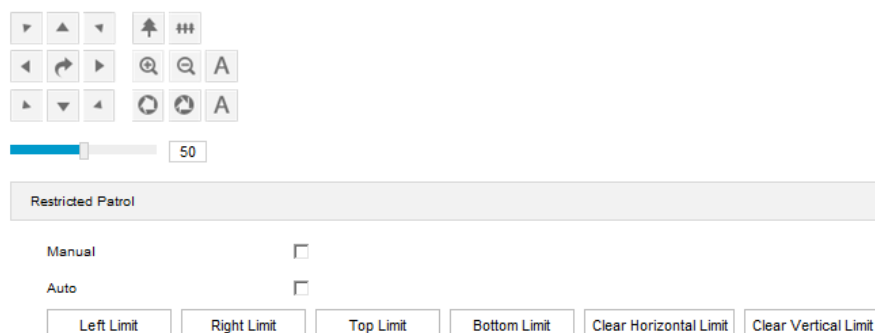 A
A
50
Restricted Patrol
Manual
Auto
Left Limit Right Limit Top Limit Bottom Limit Clear Horizontal Limit Clear Vertical Limit